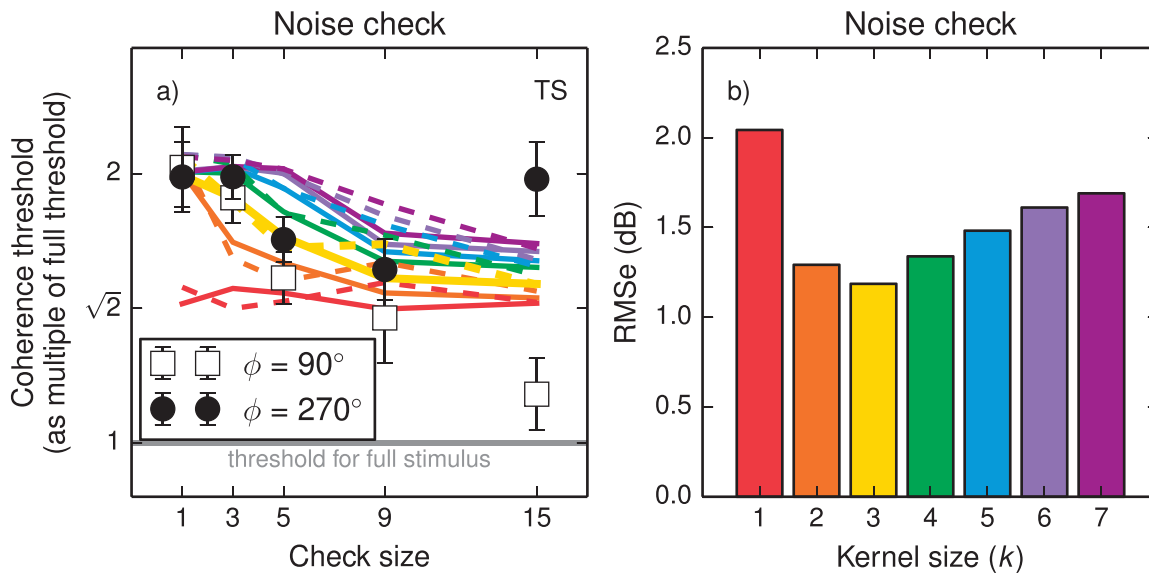 Noise check
Coherence threshold
(as multiple of full threshold)
a)
TS
2
√2
1
ϕ = 90°
ϕ = 270°
threshold for full stimulus
1 3 5 9 15
Check size
Noise check
b)
RMSe (dB)
2.5
2.0
1.5
1.0
0.5
0.0
1 2 3 4 5 6 7
Kernel size (k)